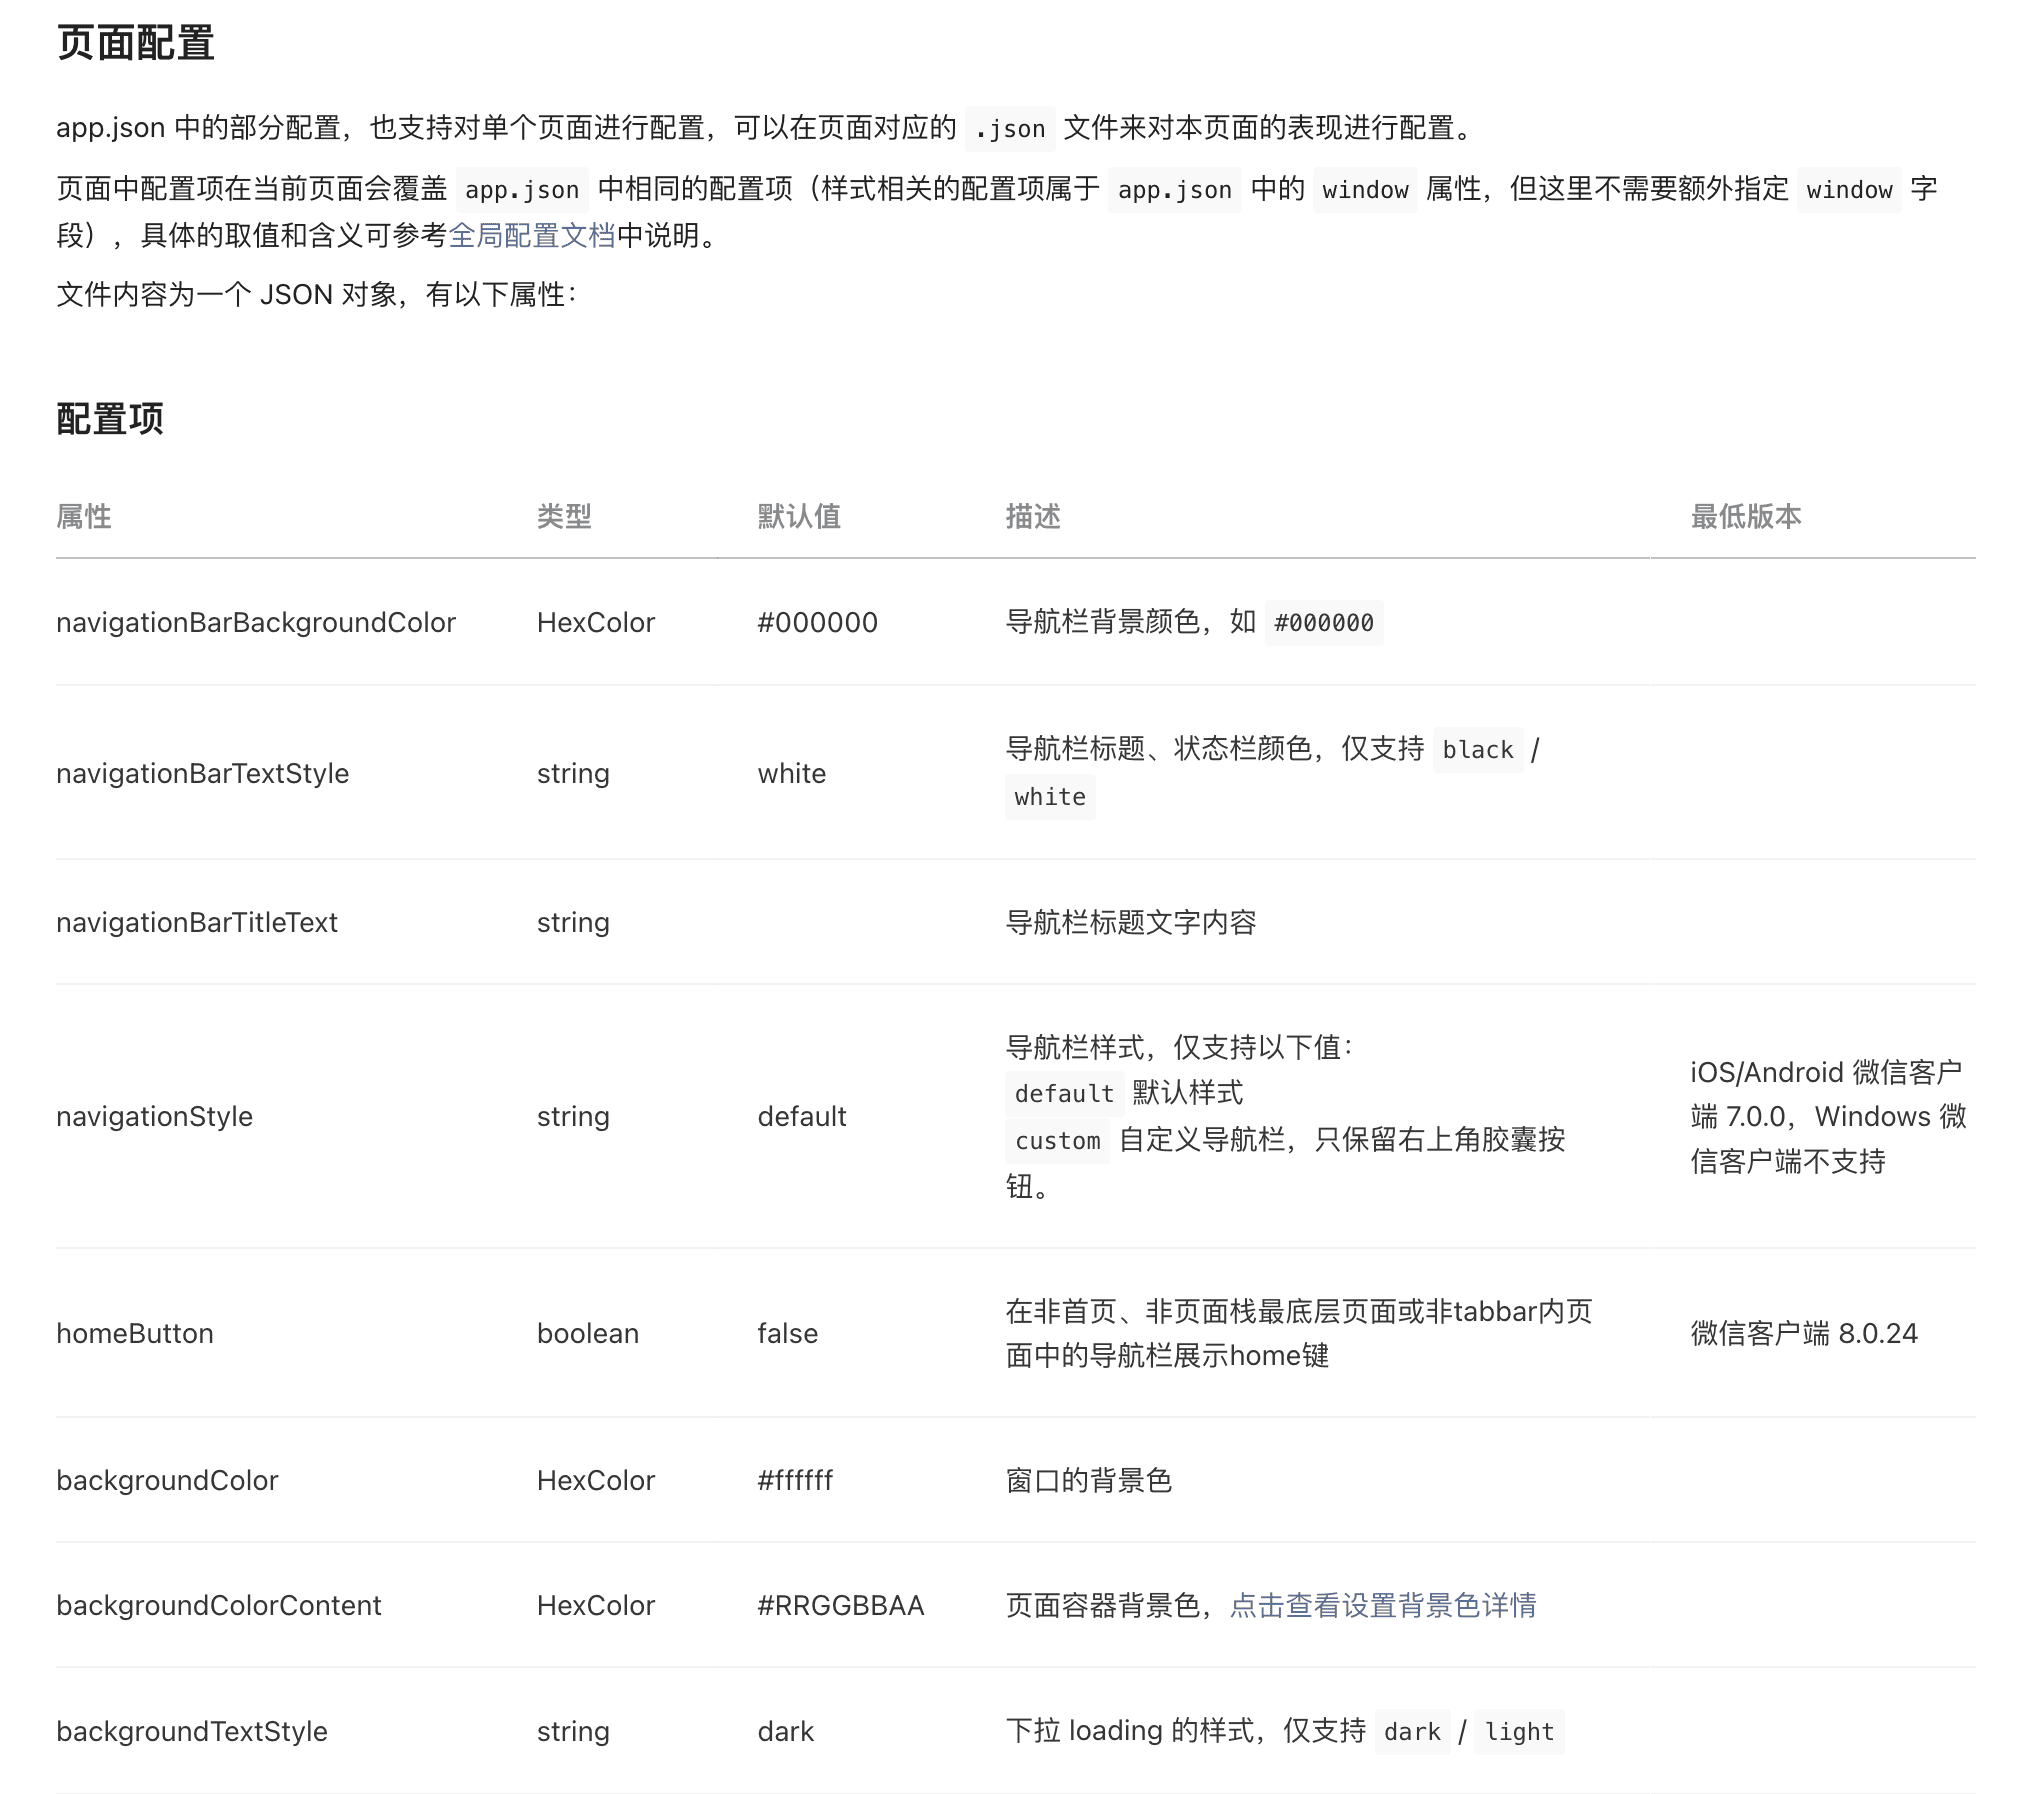 页面配置
app.json 中的部分配置，也支持对单个页面进行配置，可以在页面对应的 .json 文件来对本页面的表现进行配置。
页面中配置项在当前页面会覆盖 app.json 中相同的配置项（样式相关的配置项属于 app.json 中的 window 属性，但这里不需要额外指定 window 字
段），具体的取值和含义可参考全局配置文档中说明。
文件内容为一个 JSON 对象，有以下属性：
配置项
属性 类型 默认值 描述 最低版本
navigationBarBackgroundColor HexColor #000000 导航栏背景颜色，如 #000000
navigationBarTextStyle string white 导航栏标题、状态栏颜色，仅支持 black /
white
navigationBarTitleText string 导航栏标题文字内容
navigationStyle string default 导航栏样式，仅支持以下值：
default 默认样式
custom 自定义导航栏，只保留右上角胶囊按
钮。
iOS/Android 微信客户
端 7.0.0，Windows 微
信客户端不支持
homeButton boolean false 在非首页、非页面栈最底层页面或非tabbar内页
面中的导航栏展示home键
微信客户端 8.0.24
backgroundColor HexColor #ffffff 窗口的背景色
backgroundColorContent HexColor #RRGGBBAA 页面容器背景色，点击查看设置背景色详情
backgroundTextStyle string dark 下拉 loading 的样式，仅支持 dark / light